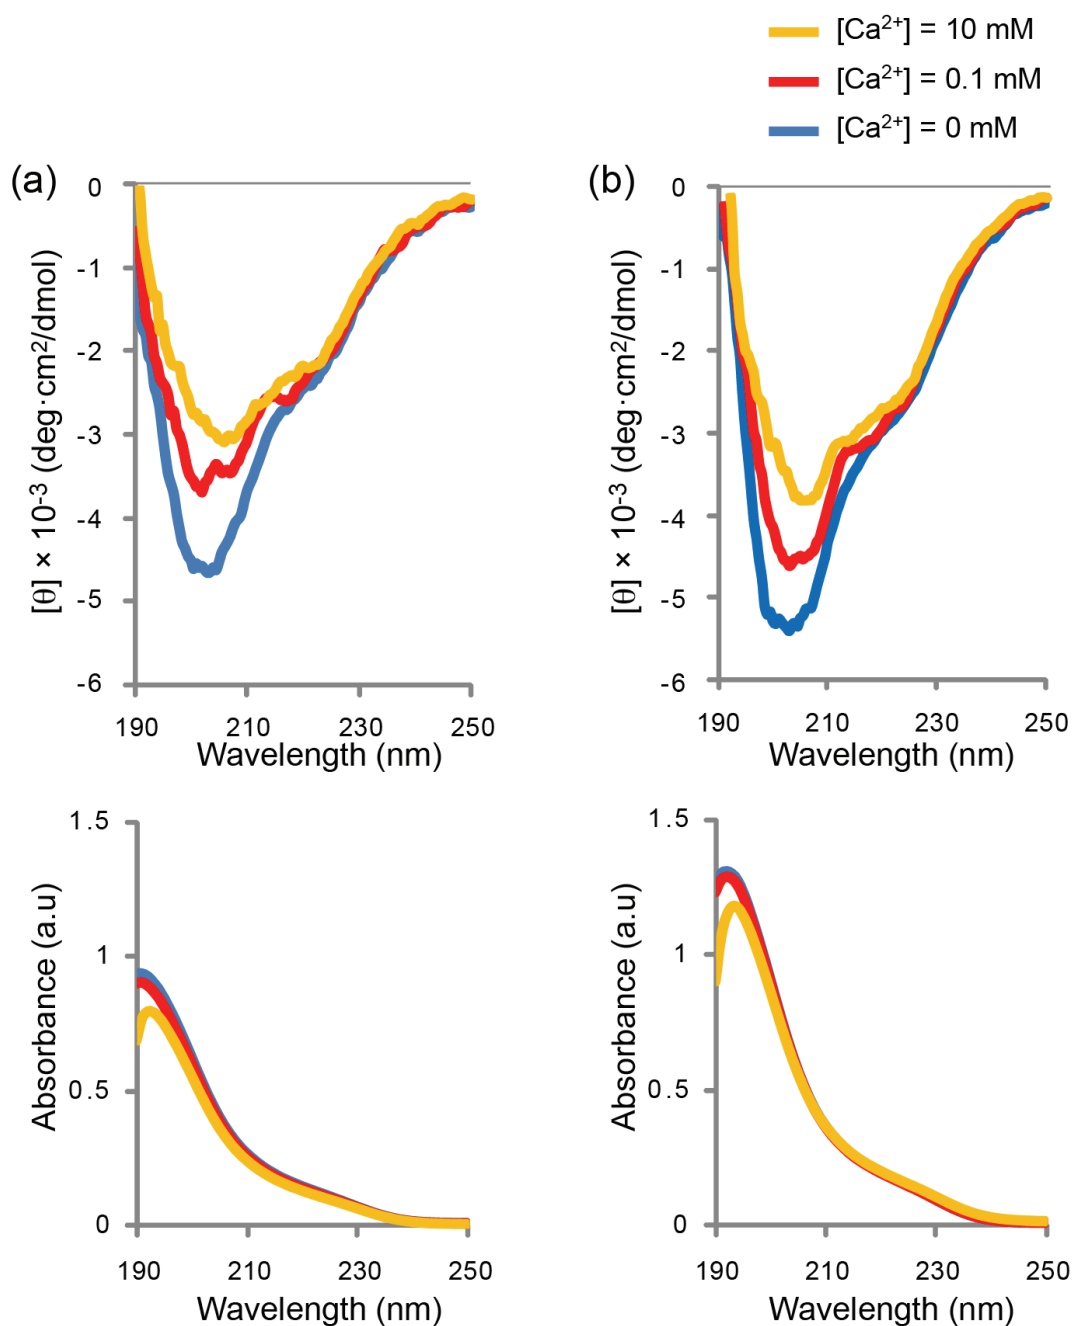 [Ca²⁺] = 10 mM
[Ca²⁺] = 0.1 mM
[Ca²⁺] = 0 mM
(a)
0
-1
-2
-3
-4
-5
-6
[θ] × 10⁻³ (deg·cm²/dmol)
190 210 230 250
Wavelength (nm)
(b)
0
-1
-2
-3
-4
-5
-6
[θ] × 10⁻³ (deg·cm²/dmol)
190 210 230 250
Wavelength (nm)
1.5
1
0.5
0
Absorbance (a.u)
190 210 230 250
Wavelength (nm)
1.5
1
0.5
0
Absorbance (a.u)
190 210 230 250
Wavelength (nm)